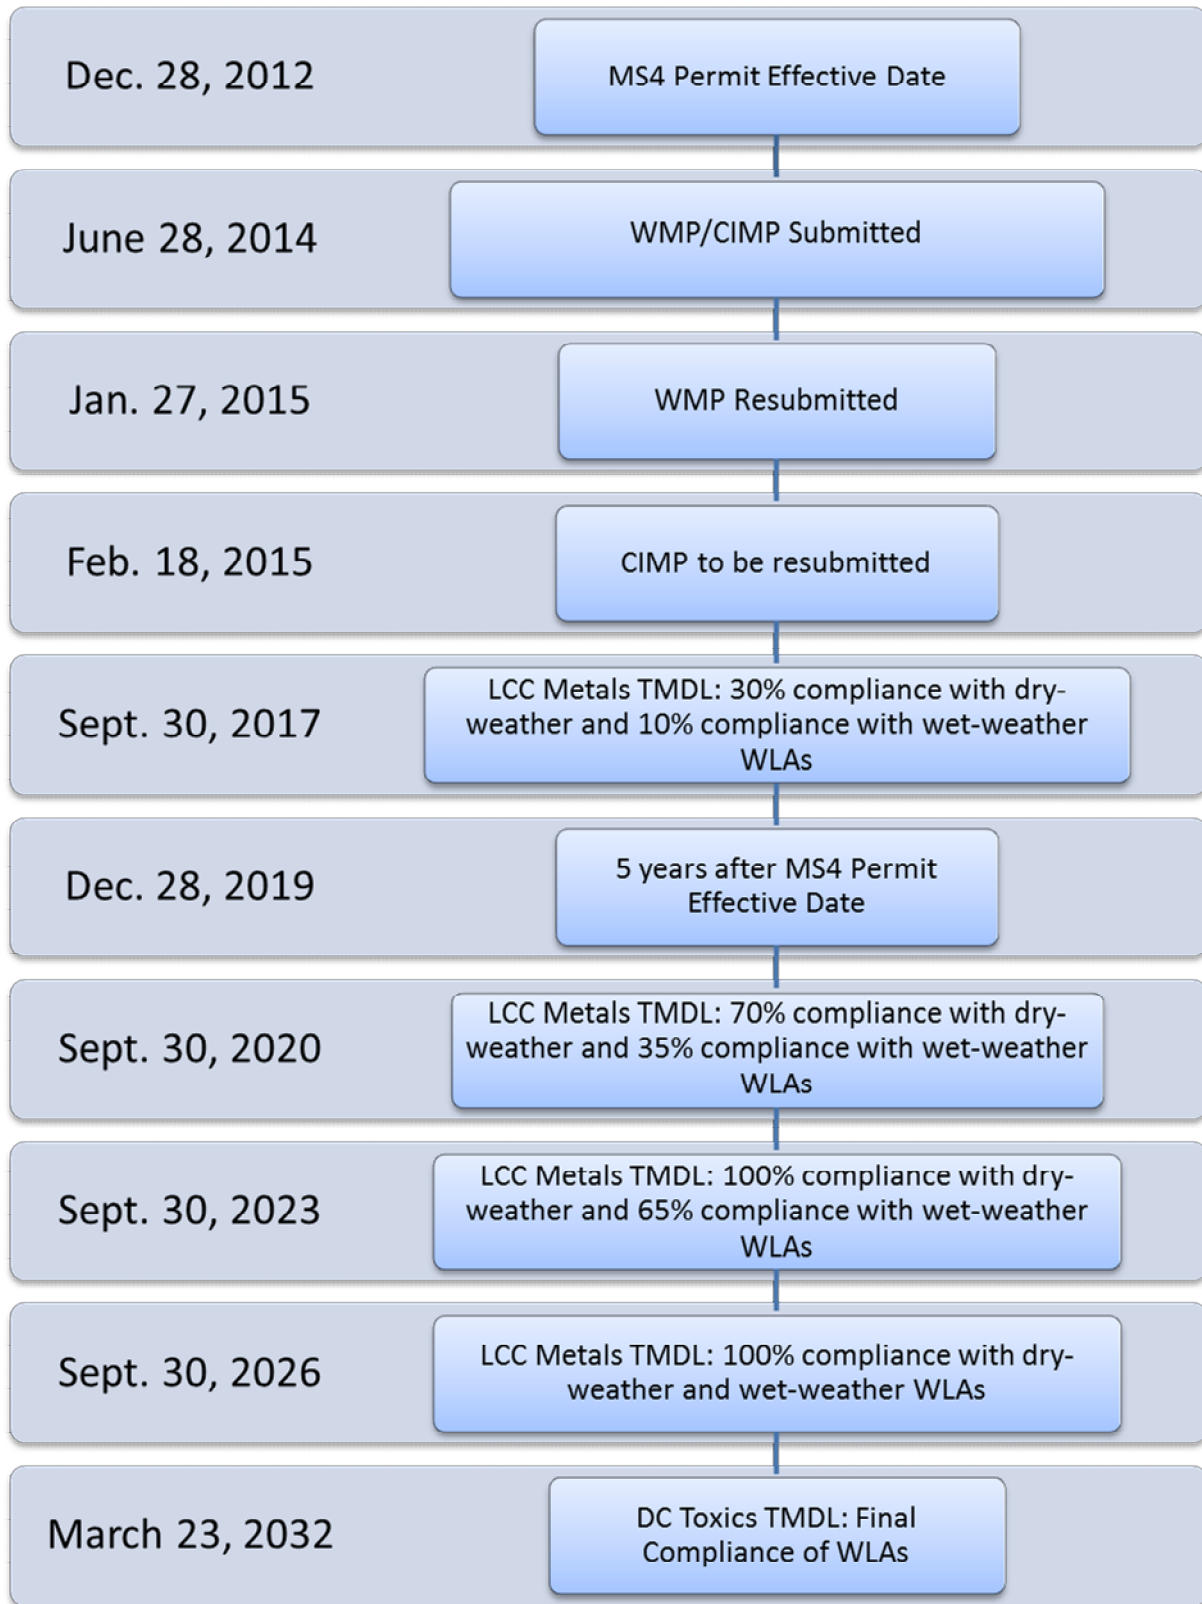 Dec. 28, 2012
MS4 Permit Effective Date
June 28, 2014
WMP/CIMP Submitted
Jan. 27, 2015
WMP Resubmitted
Feb. 18, 2015
CIMP to be resubmitted
Sept. 30, 2017
LCC Metals TMDL: 30% compliance with dry-
weather and 10% compliance with wet-weather
WLAs
Dec. 28, 2019
5 years after MS4 Permit
Effective Date
Sept. 30, 2020
LCC Metals TMDL: 70% compliance with dry-
weather and 35% compliance with wet-weather
WLAs
Sept. 30, 2023
LCC Metals TMDL: 100% compliance with dry-
weather and 65% compliance with wet-weather
WLAs
Sept. 30, 2026
LCC Metals TMDL: 100% compliance with dry-
weather and wet-weather WLAs
March 23, 2032
DC Toxics TMDL: Final
Compliance of WLAs